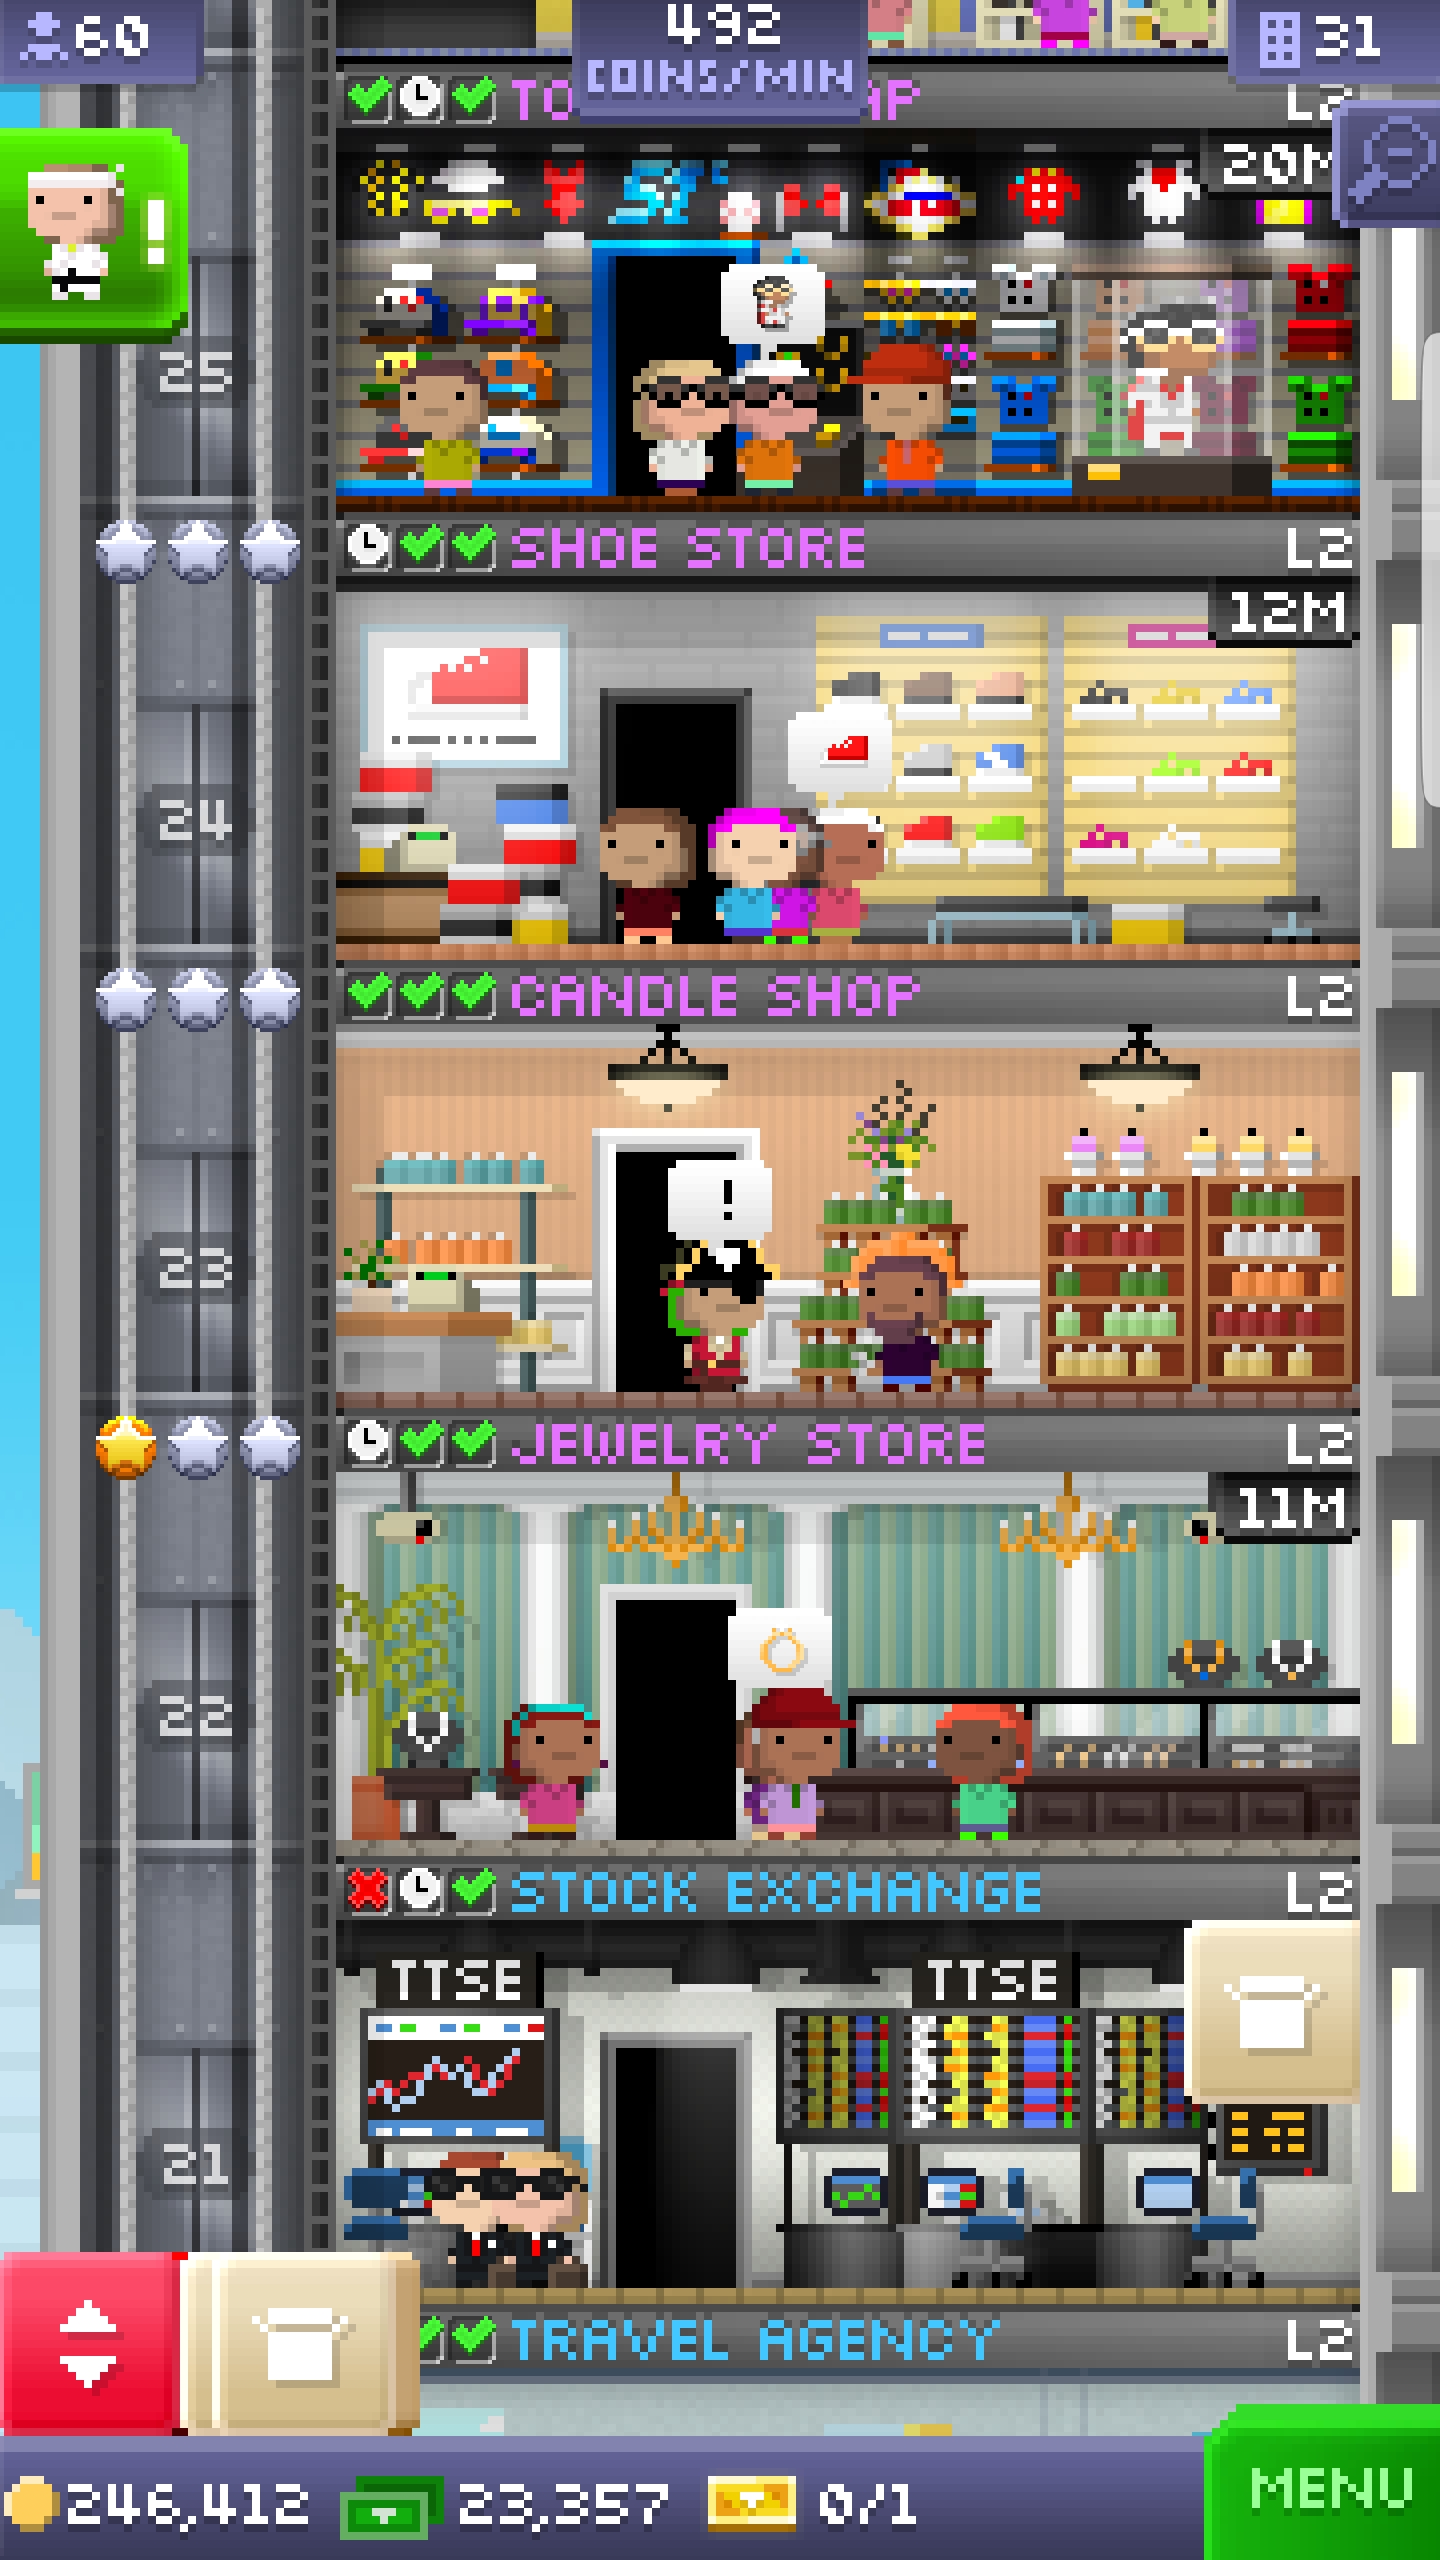 60
492
COINS/MIN
31
L2
20M
25
SHOE STORE
L2
12M
24
CANDLE SHOP
L2
!
23
JEWELRY STORE
L2
11M
22
STOCK EXCHANGE
L2
TTSE
TTSE
21
TRAVEL AGENCY
L2
246,412
23,357
0/1
MENU